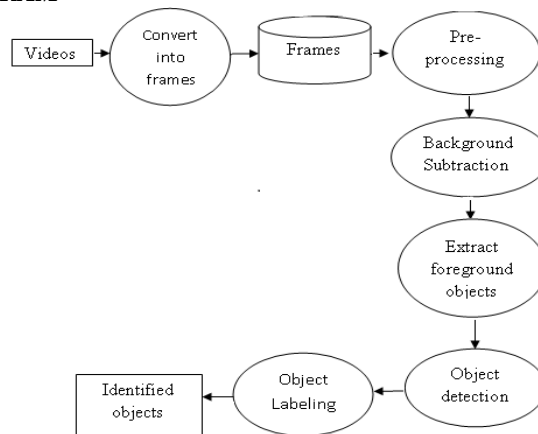 Videos
Convert
into
frames
Frames
Pre-
processing
Background
Subtraction
Extract
foreground
objects
Object
detection
Object
Labeling
Identified
objects